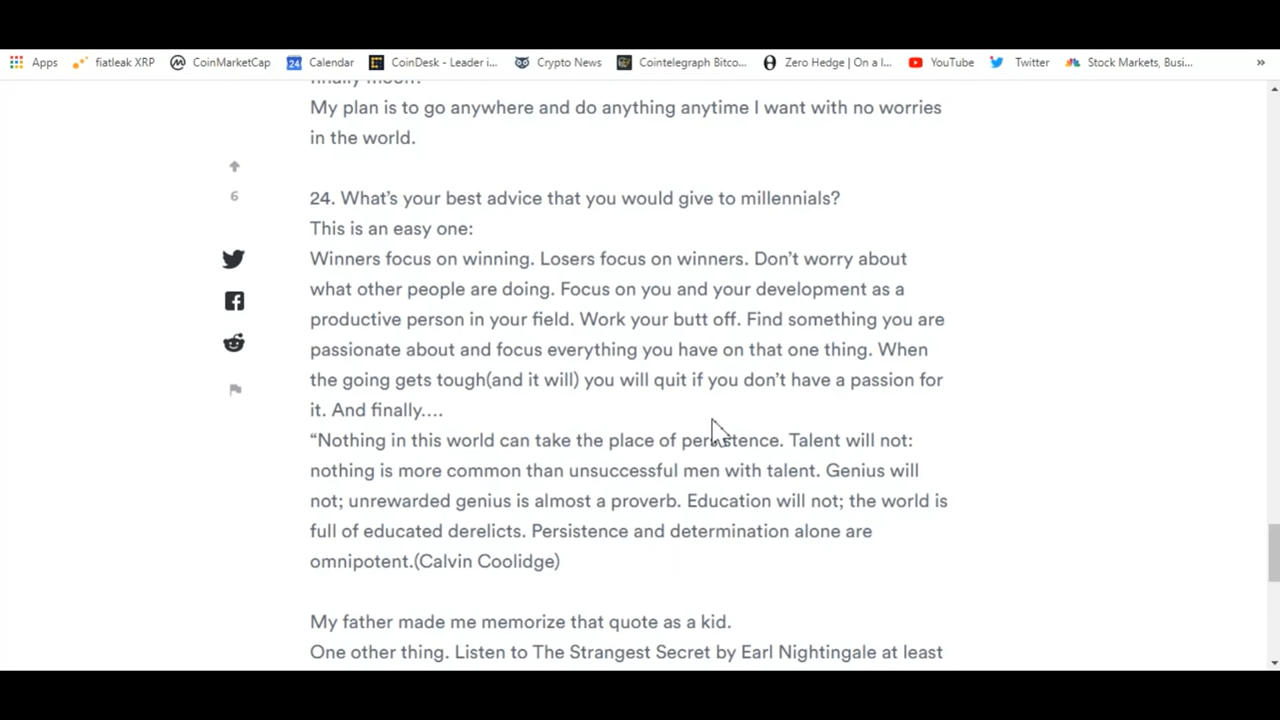 Apps fiatleak XRP CoinMarketCap 24 Calendar CoinDesk - Leader i... Crypto News Cointelegraph Bitco... Zero Hedge | On a l... YouTube Twitter Stock Markets, Busi... »
finally moon?
My plan is to go anywhere and do anything anytime I want with no worries
in the world.
6
24. What’s your best advice that you would give to millennials?
This is an easy one:
Winners focus on winning. Losers focus on winners. Don’t worry about
what other people are doing. Focus on you and your development as a
productive person in your field. Work your butt off. Find something you are
passionate about and focus everything you have on that one thing. When
the going gets tough(and it will) you will quit if you don’t have a passion for
it. And finally….
“Nothing in this world can take the place of persistence. Talent will not:
nothing is more common than unsuccessful men with talent. Genius will
not; unrewarded genius is almost a proverb. Education will not; the world is
full of educated derelicts. Persistence and determination alone are
omnipotent.(Calvin Coolidge)
My father made me memorize that quote as a kid.
One other thing. Listen to The Strangest Secret by Earl Nightingale at least